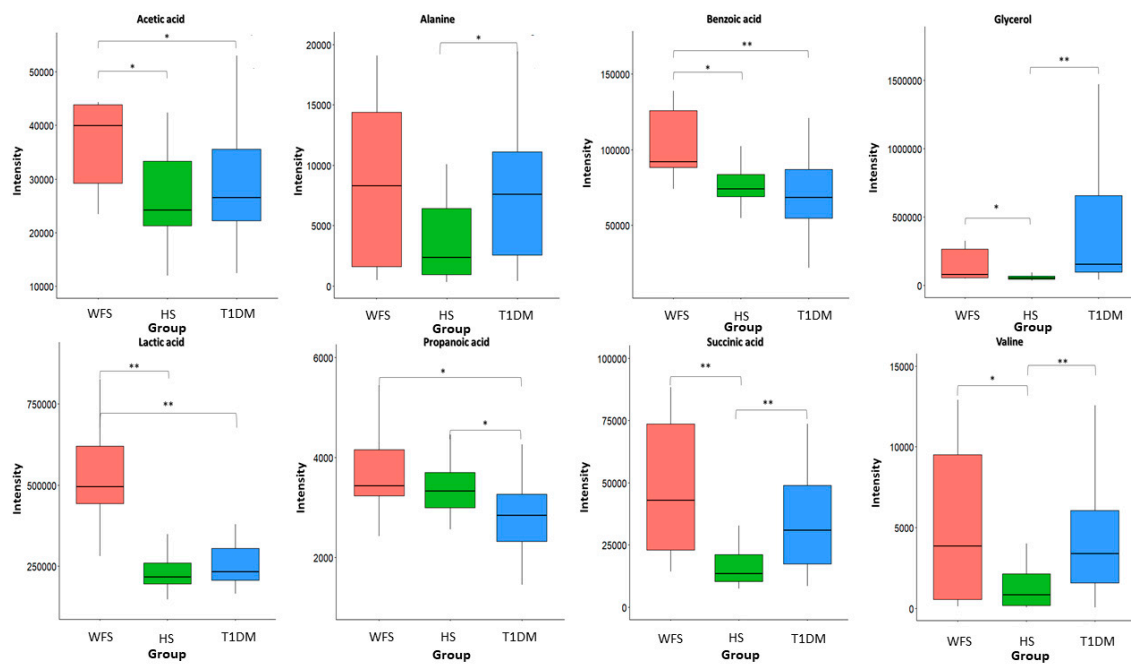 Acetic acid
Intensity
50000
40000
30000
20000
10000
*
*
WFS HS T1DM
Group
Alanine
Intensity
20000
15000
10000
5000
0
*
WFS HS T1DM
Group
Benzoic acid
Intensity
150000
100000
50000
**
*
WFS HS T1DM
Group
Glycerol
Intensity
1500000
1000000
500000
0
**
*
WFS HS T1DM
Group
Lactic acid
Intensity
750000
500000
250000
**
**
WFS HS T1DM
Group
Propanoic acid
Intensity
6000
4000
2000
*
*
WFS HS T1DM
Group
Succinic acid
Intensity
100000
75000
50000
25000
0
**
**
WFS HS T1DM
Group
Valine
Intensity
15000
10000
5000
0
**
*
WFS HS T1DM
Group